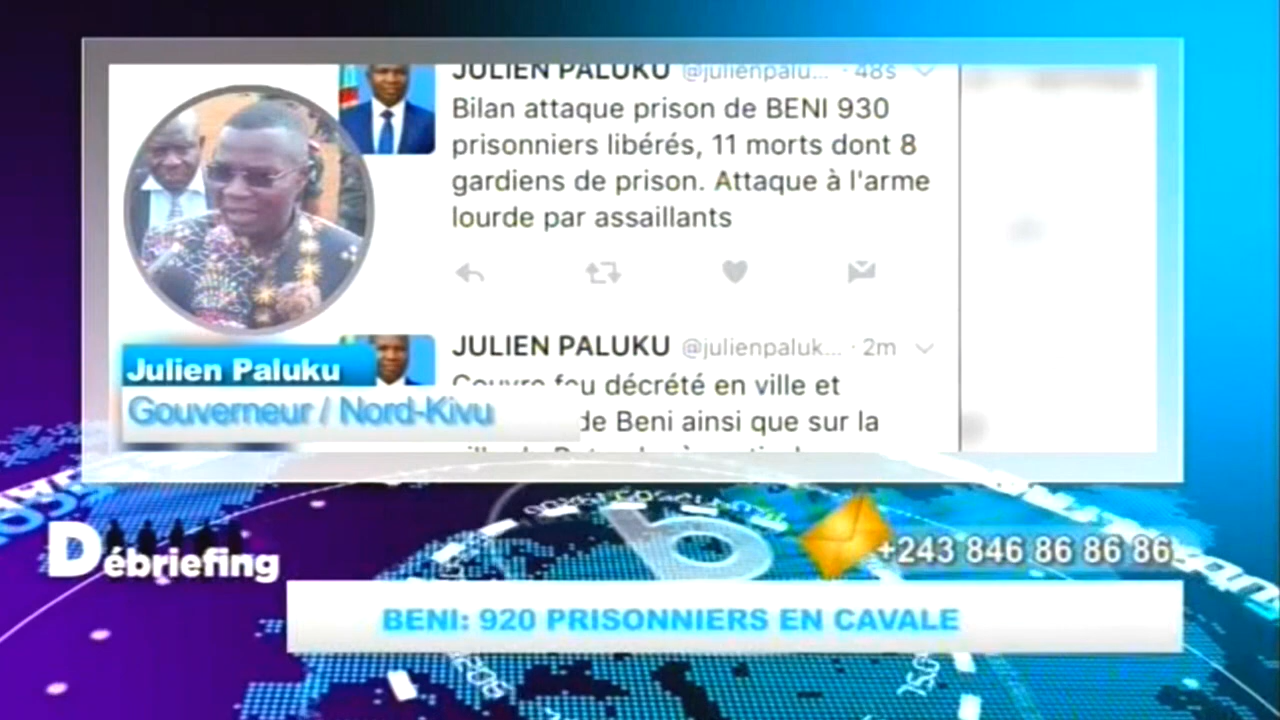 JULIEN PALUKU @julienpalu... · 48s
Bilan attaque prison de BENI 930
prisonniers libérés, 11 morts dont 8
gardiens de prison. Attaque à l'arme
lourde par assaillants
JULIEN PALUKU @julienpaluk... · 2m
Couvre feu décrété en ville et
de Beni ainsi que sur la
Julien Paluku
Gouverneur / Nord-Kivu
Débriefing
+243 846 86 86 86
BENI: 920 PRISONNIERS EN CAVALE